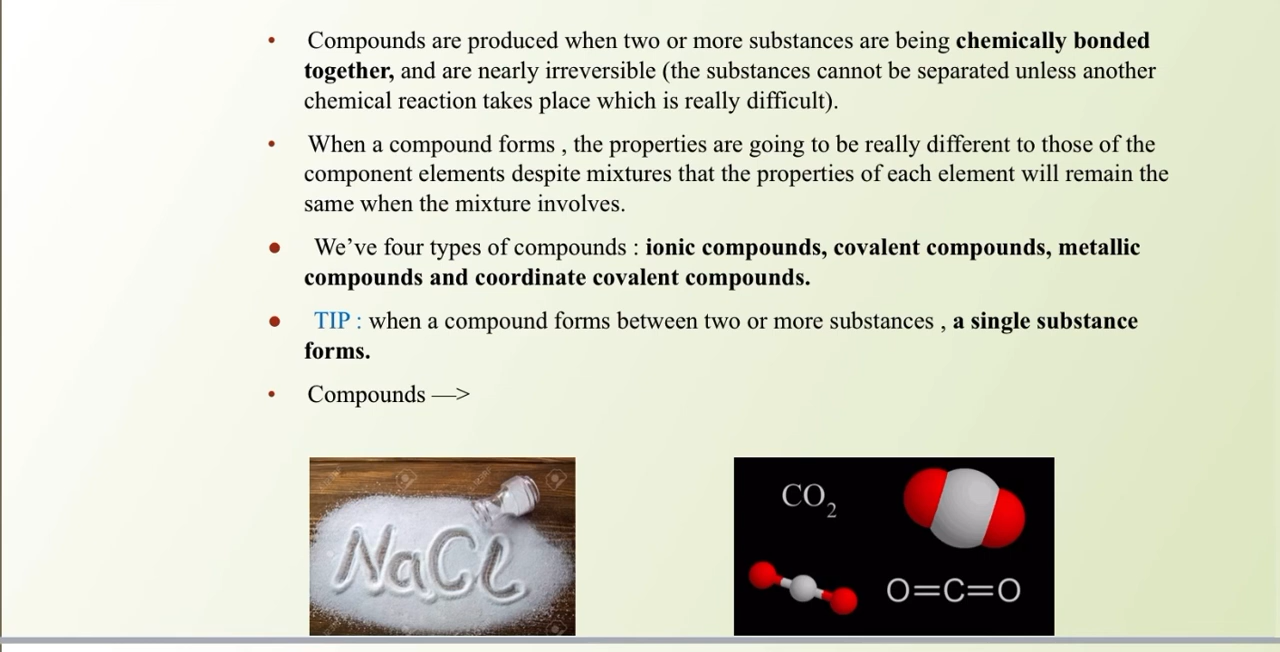 • Compounds are produced when two or more substances are being chemically bonded
together, and are nearly irreversible (the substances cannot be separated unless another
chemical reaction takes place which is really difficult).
• When a compound forms , the properties are going to be really different to those of the
component elements despite mixtures that the properties of each element will remain the
same when the mixture involves.
● We’ve four types of compounds : ionic compounds, covalent compounds, metallic
compounds and coordinate covalent compounds.
● TIP : when a compound forms between two or more substances , a single substance
forms.
• Compounds —>
NaCl
CO₂
O=C=O